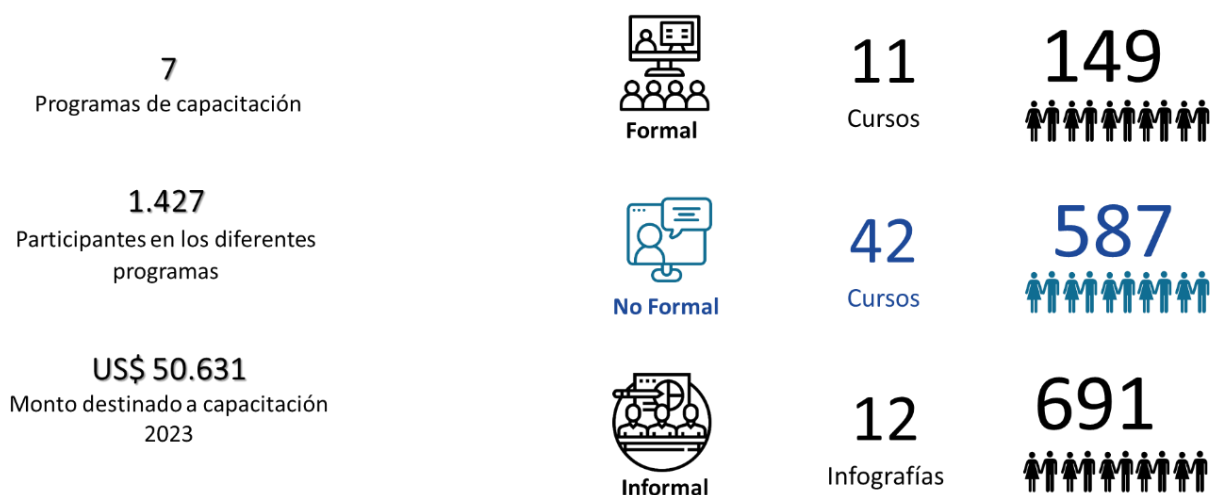 7
Programas de capacitación
1.427
Participantes en los diferentes
programas
US$ 50.631
Monto destinado a capacitación
2023
Formal
11
Cursos
149
No Formal
42
Cursos
587
Informal
12
Infografías
691